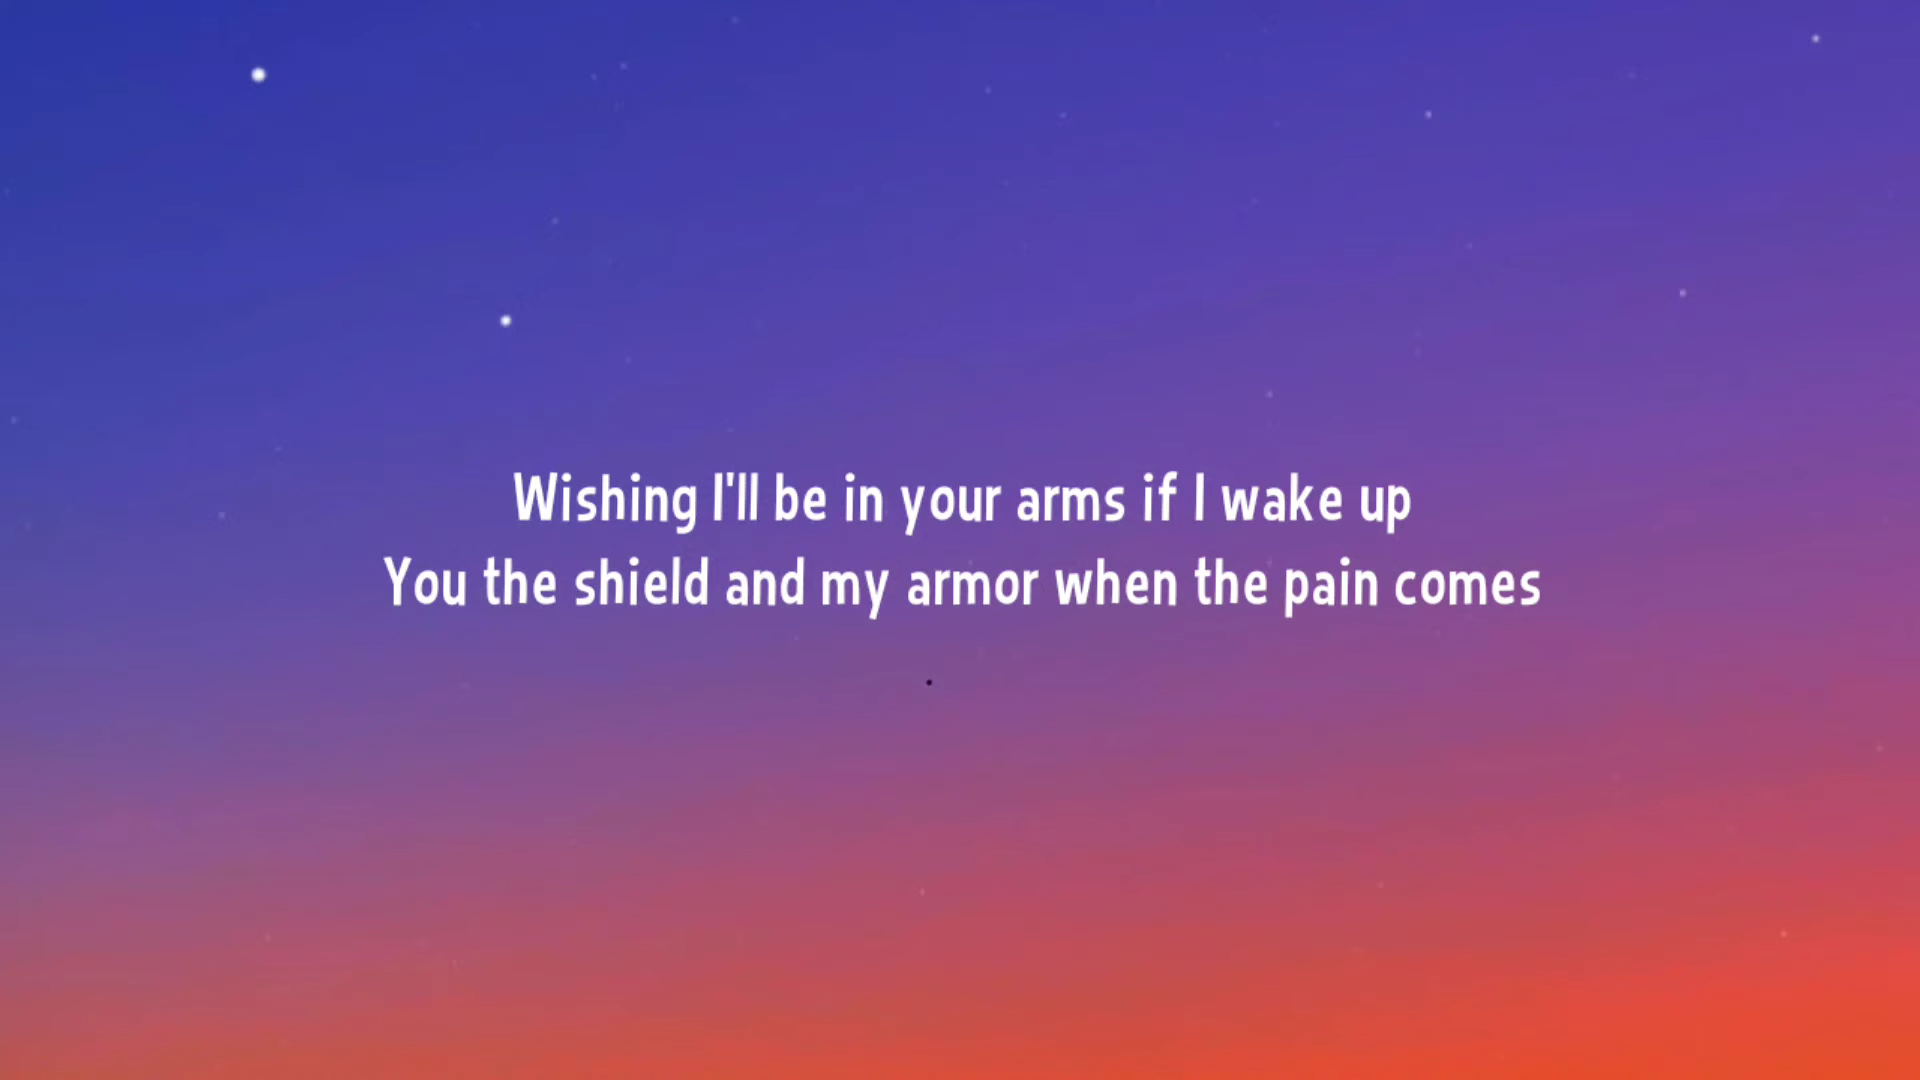 Wishing I'll be in your arms if I wake up
You the shield and my armor when the pain comes